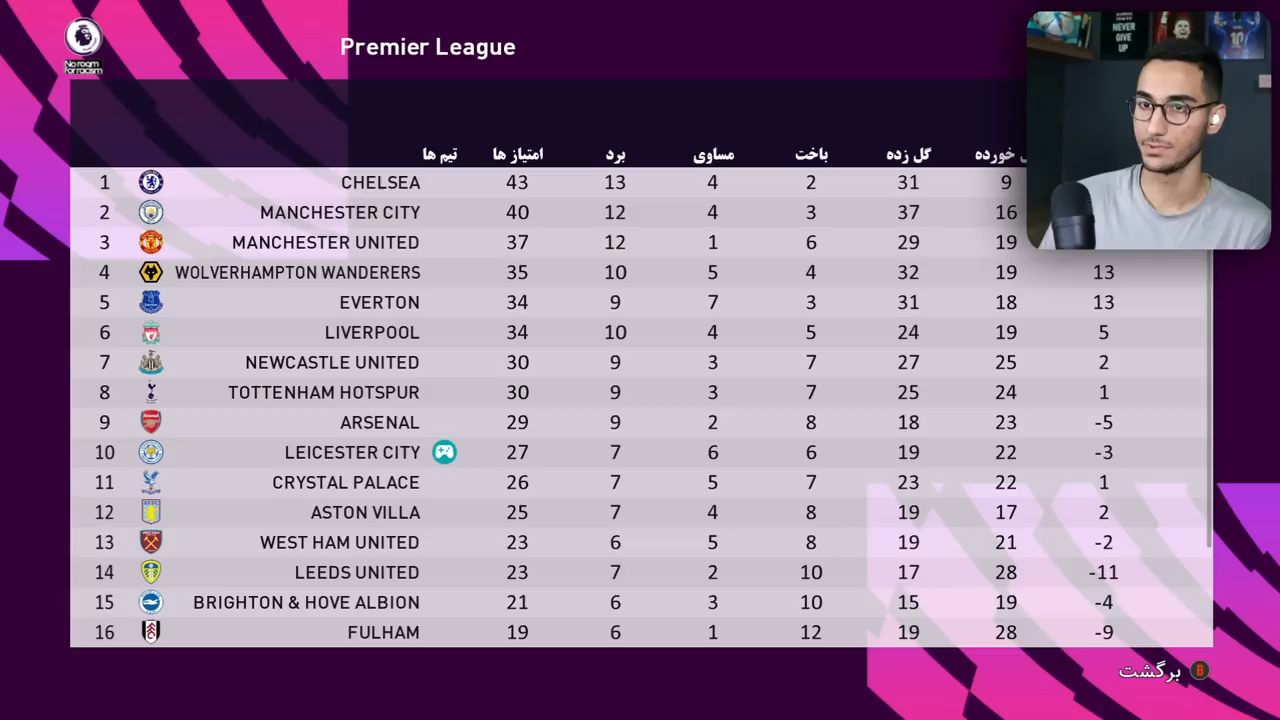 Premier League
No room
For racism
NEVER
GIVE
UP
10
تیم ها امتیاز ها برد مساوی باخت گل زده خورده
1 CHELSEA 43 13 4 2 31 9
2 MANCHESTER CITY 40 12 4 3 37 16
3 MANCHESTER UNITED 37 12 1 6 29 19
4 WOLVERHAMPTON WANDERERS 35 10 5 4 32 19 13
5 EVERTON 34 9 7 3 31 18 13
6 LIVERPOOL 34 10 4 5 24 19 5
7 NEWCASTLE UNITED 30 9 3 7 27 25 2
8 TOTTENHAM HOTSPUR 30 9 3 7 25 24 1
9 ARSENAL 29 9 2 8 18 23 -5
10 LEICESTER CITY 27 7 6 6 19 22 -3
11 CRYSTAL PALACE 26 7 5 7 23 22 1
12 ASTON VILLA 25 7 4 8 19 17 2
13 WEST HAM UNITED 23 6 5 8 19 21 -2
14 LEEDS UNITED 23 7 2 10 17 28 -11
15 BRIGHTON & HOVE ALBION 21 6 3 10 15 19 -4
16 FULHAM 19 6 1 12 19 28 -9
برگشت B